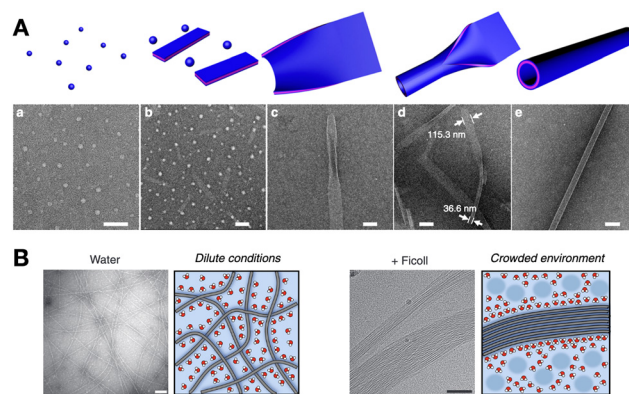 A
a
b
c
d
e
115.3 nm
36.6 nm
B
Water
Dilute conditions
+ Ficoll
Crowded environment